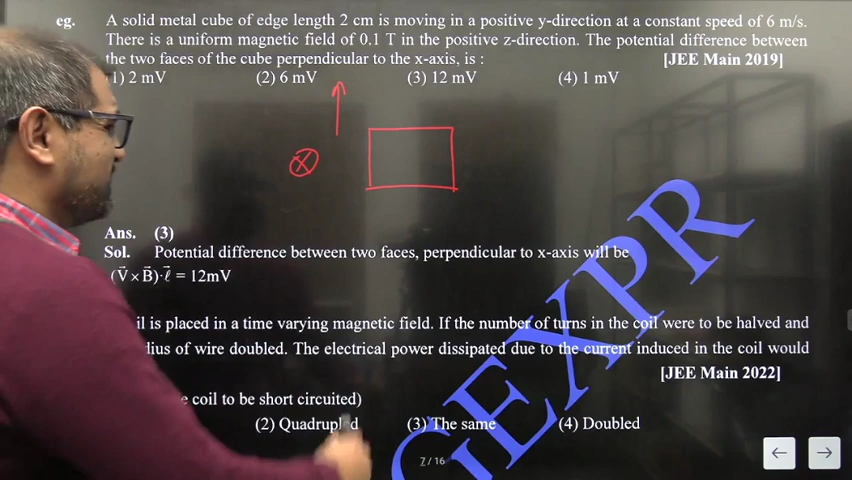 eg. A solid metal cube of edge length 2 cm is moving in a positive y-direction at a constant speed of 6 m/s.
There is a uniform magnetic field of 0.1 T in the positive z-direction. The potential difference between
the two faces of the cube perpendicular to the x-axis, is : [JEE Main 2019]
1) 2 mV (2) 6 mV (3) 12 mV (4) 1 mV
Ans. (3)
Sol. Potential difference between two faces, perpendicular to x-axis will be
(V⃗ × B⃗)·ℓ⃗ = 12mV
il is placed in a time varying magnetic field. If the number of turns in the coil were to be halved and
dius of wire doubled. The electrical power dissipated due to the current induced in the coil would
[JEE Main 2022]
coil to be short circuited)
(2) Quadrupled (3) The same (4) Doubled
GEXPR
7 / 16